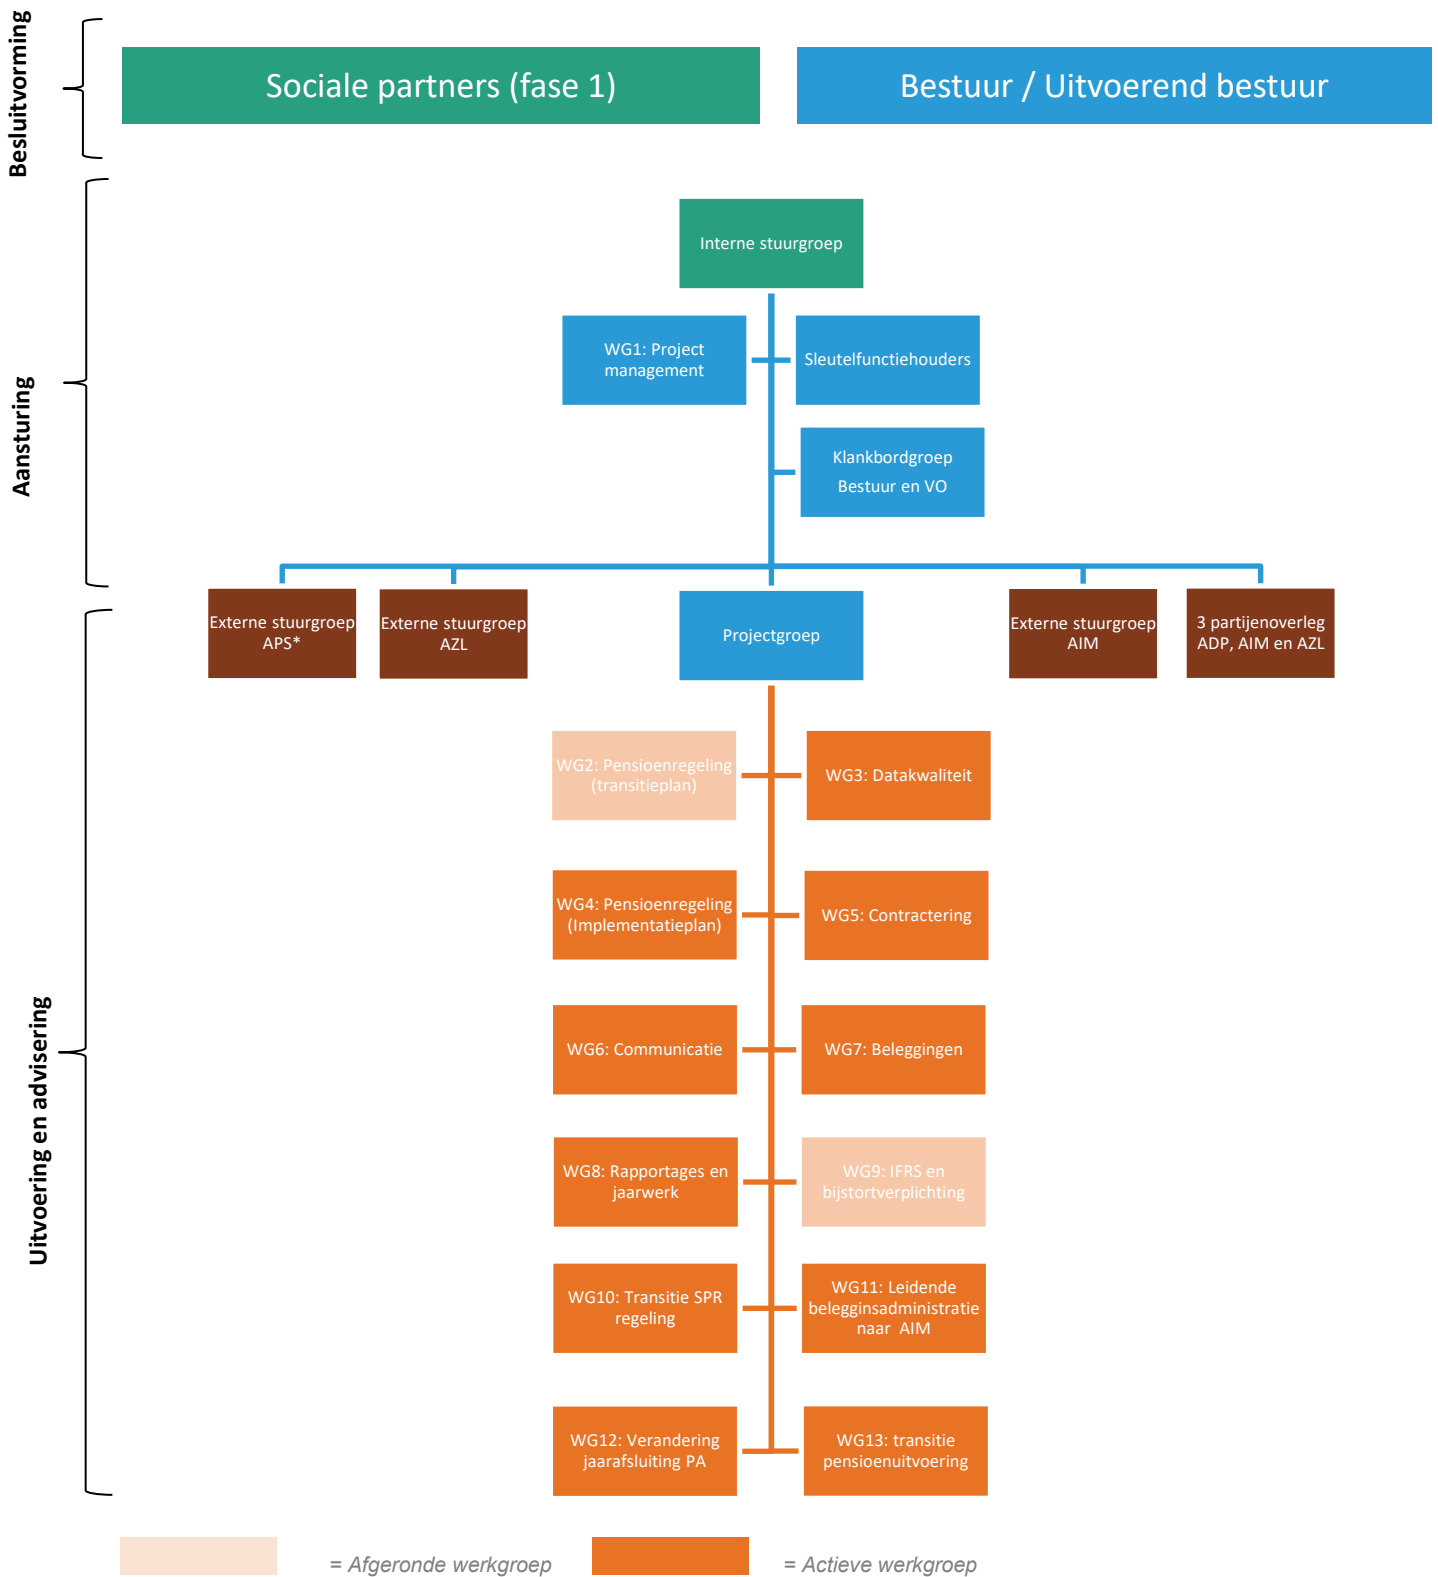 Besluitvorming
Sociale partners (fase 1)
Bestuur / Uitvoerend bestuur
Aansturing
Interne stuurgroep
WG1: Project
management
Sleutelfunctiehouders
Klankbordgroep
Bestuur en VO
Externe stuurgroep
APS*
Externe stuurgroep
AZL
Projectgroep
Externe stuurgroep
AIM
3 partijenoverleg
ADP, AIM en AZL
Uitvoering en advisering
WG2: Pensioenregeling
(transitieplan)
WG3: Datakwaliteit
WG4: Pensioenregeling
(Implementatieplan)
WG5: Contractering
WG6: Communicatie
WG7: Beleggingen
WG8: Rapportages en
jaarwerk
WG9: IFRS en
bijstortverplichting
WG10: Transitie SPR
regeling
WG11: Leidende
belegginsadministratie
naar AIM
WG12: Verandering
jaarafsluiting PA
WG13: transitie
pensioenuitvoering
= Afgeronde werkgroep
= Actieve werkgroep